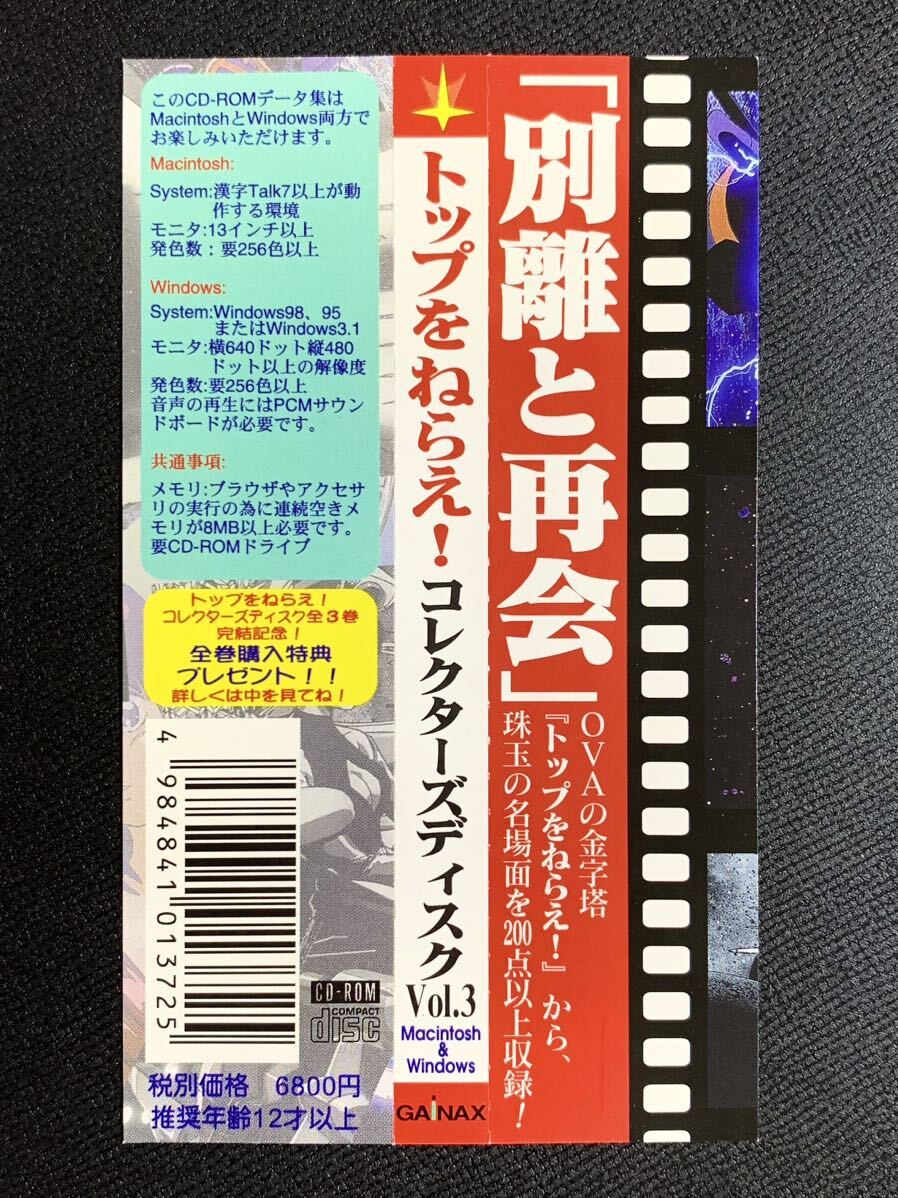 このCD-ROMデータ集は
MacintoshとWindows両方で
お楽しみいただけます。
Macintosh:
System:漢字Talk7以上が動
作する環境
モニタ:13インチ以上
発色数：要256色以上
Windows:
System:Windows98、95
またはWindows3.1
モニタ:横640ドット縦480
ドット以上の解像度
発色数:要256色以上
音声の再生にはPCMサウン
ドボードが必要です。
共通事項:
メモリ:ブラウザやアクセサ
リの実行の為に連続空きメ
モリが8MB以上必要です。
要CD-ROMドライブ
トップをねらえ！
コレクターズディスク全３巻
完結記念！
全巻購入特典
プレゼント！！
詳しくは中を見てね！
4 984841 013725
CD-ROM
COMPACT
disc
税別価格 6800円
推奨年齢12才以上
トップをねらえ！コレクターズディスク
Vol.3
Macintosh
&
Windows
GAINAX
「別離と再会」
OVAの金字塔
『トップをねらえ！』から、
珠玉の名場面を200点以上収録！